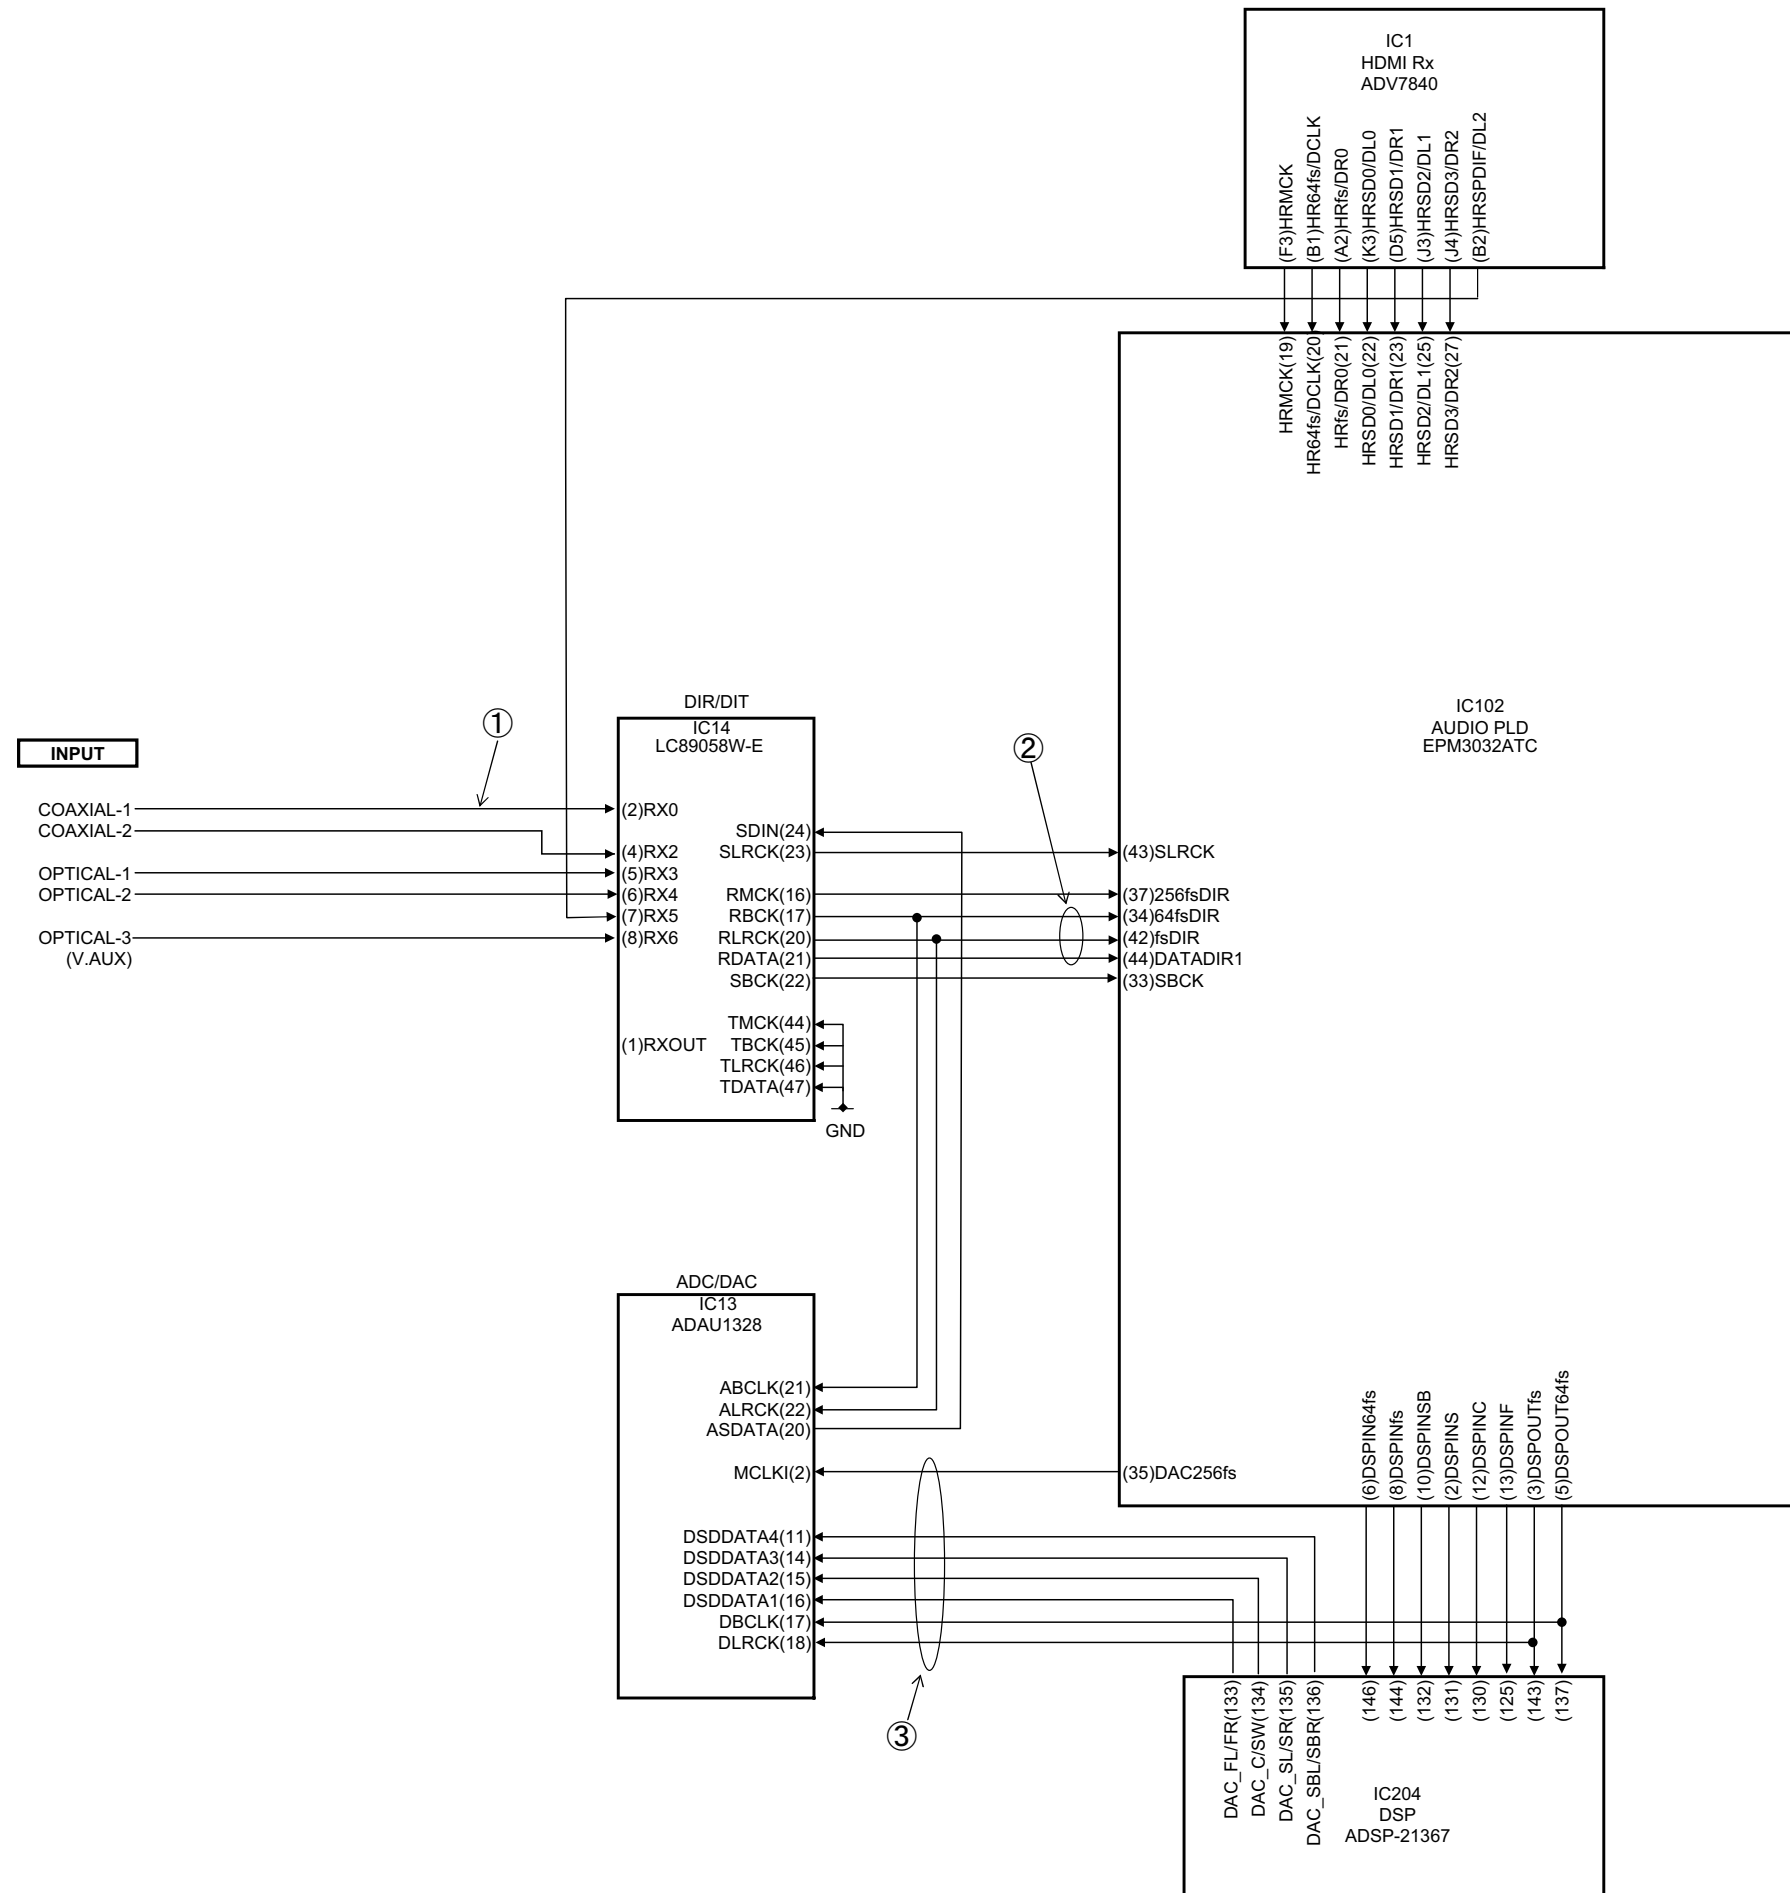 IC1
HDMI Rx
ADV7840
(F3)HRMCK
(B1)HR64fs/DCLK
(A2)HRfs/DR0
(K3)HRSD0/DL0
(D5)HRSD1/DR1
(J3)HRSD2/DL1
(J4)HRSD3/DR2
(B2)HRSPDIF/DL2
HRMCK(19)
HR64fs/DCLK(20)
HRfs/DR0(21)
HRSD0/DL0(22)
HRSD1/DR1(23)
HRSD2/DL1(25)
HRSD3/DR2(27)
IC102
AUDIO PLD
EPM3032ATC
①
INPUT
COAXIAL-1
COAXIAL-2
OPTICAL-1
OPTICAL-2
OPTICAL-3
(V.AUX)
DIR/DIT
IC14
LC89058W-E
(2)RX0
(4)RX2
(5)RX3
(6)RX4
(7)RX5
(8)RX6
(1)RXOUT
SDIN(24)
SLRCK(23)
RMCK(16)
RBCK(17)
RLRCK(20)
RDATA(21)
SBCK(22)
TMCK(44)
TBCK(45)
TLRCK(46)
TDATA(47)
GND
②
(43)SLRCK
(37)256fsDIR
(34)64fsDIR
(42)fsDIR
(44)DATADIR1
(33)SBCK
ADC/DAC
IC13
ADAU1328
ABCLK(21)
ALRCK(22)
ASDATA(20)
MCLKI(2)
DSDDATA4(11)
DSDDATA3(14)
DSDDATA2(15)
DSDDATA1(16)
DBCLK(17)
DLRCK(18)
③
(35)DAC256fs
(6)DSPIN64fs
(8)DSPINfs
(10)DSPINSB
(2)DSPINS
(12)DSPINC
(13)DSPINF
(3)DSPOUTfs
(5)DSPOUT64fs
DAC_FL/FR(133)
DAC_C/SW(134)
DAC_SL/SR(135)
DAC_SBL/SBR(136)
(146)
(144)
(132)
(131)
(130)
(125)
(143)
(137)
IC204
DSP
ADSP-21367